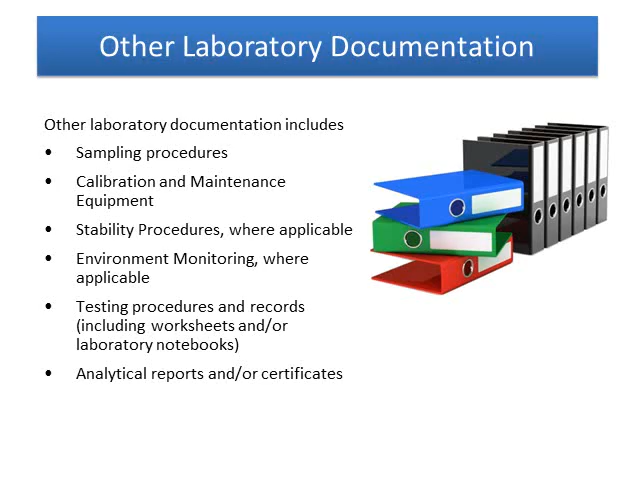 Other Laboratory Documentation
Other laboratory documentation includes
• Sampling procedures
• Calibration and Maintenance
Equipment
• Stability Procedures, where applicable
• Environment Monitoring, where
applicable
• Testing procedures and records
(including worksheets and/or
laboratory notebooks)
• Analytical reports and/or certificates